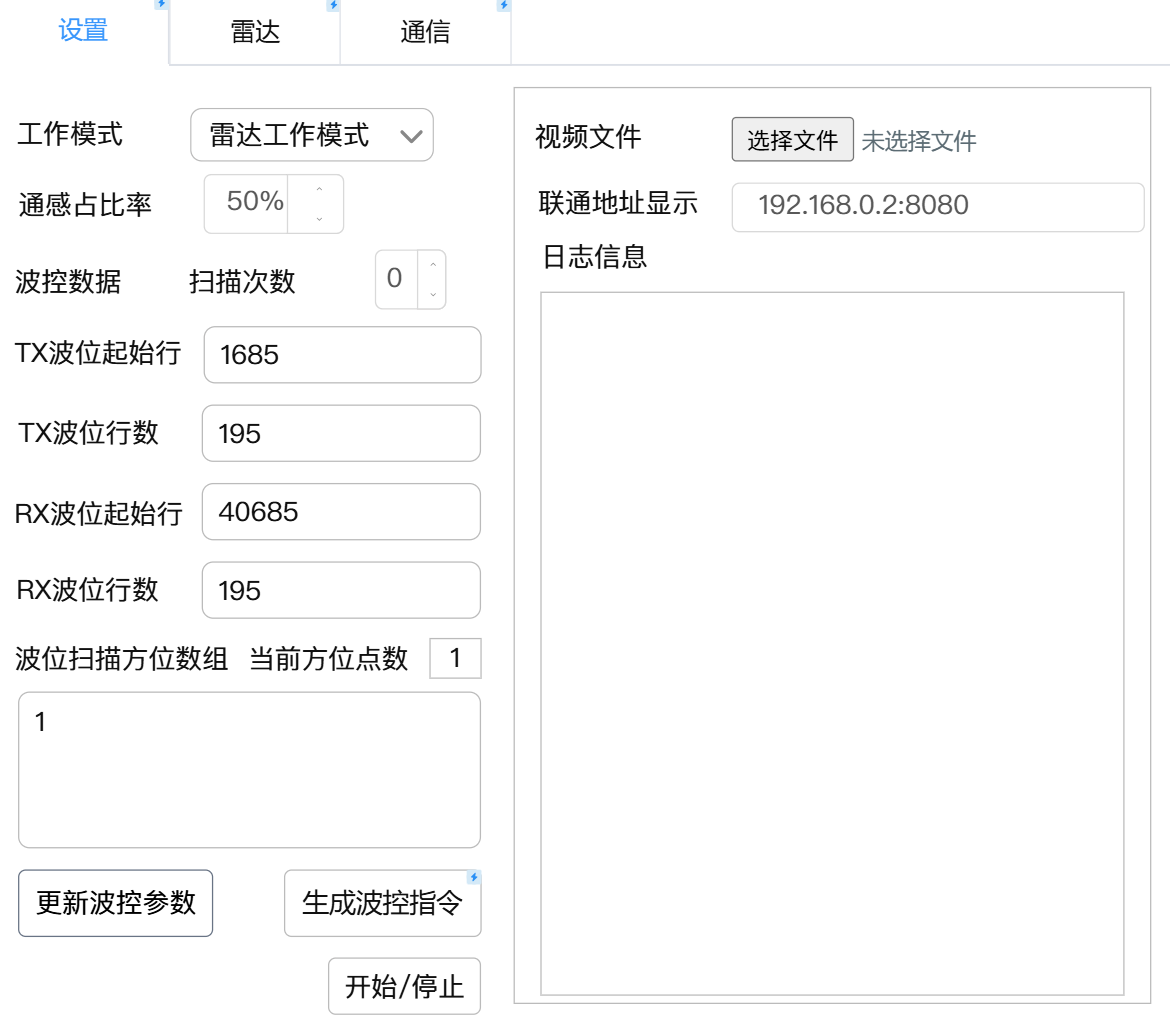 设置 雷达 通信
工作模式 雷达工作模式
通感占比率 50%
波控数据 扫描次数 0
TX波位起始行 1685
TX波位行数 195
RX波位起始行 40685
RX波位行数 195
波位扫描方位数组 当前方位点数 1
1
更新波控参数 生成波控指令
开始/停止
视频文件 选择文件 未选择文件
联通地址显示 192.168.0.2:8080
日志信息